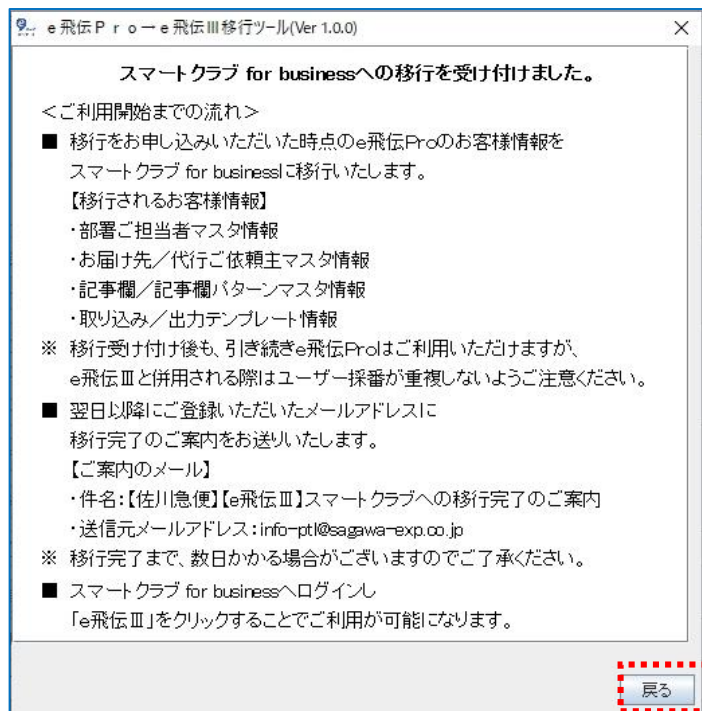 e飛伝Pro→e飛伝Ⅲ移行ツール(Ver 1.0.0)
スマートクラブ for businessへの移行を受け付けました。
＜ご利用開始までの流れ＞
■ 移行をお申し込みいただいた時点のe飛伝Proのお客様情報を
スマートクラブ for businessに移行いたします。
【移行されるお客様情報】
・部署ご担当者マスタ情報
・お届け先／代行ご依頼主マスタ情報
・記事欄／記事欄パターンマスタ情報
・取り込み／出力テンプレート情報
※ 移行受け付け後も、引き続きe飛伝Proはご利用いただけますが、
e飛伝Ⅲと併用される際はユーザー採番が重複しないようご注意ください。
■ 翌日以降にご登録いただいたメールアドレスに
移行完了のご案内をお送りいたします。
【ご案内のメール】
・件名：【佐川急便】【e飛伝Ⅲ】スマートクラブへの移行完了のご案内
・送信元メールアドレス：info-ptl@sagawa-exp.co.jp
※ 移行完了まで、数日かかる場合がございますのでご了承ください。
■ スマートクラブ for businessへログインし
「e飛伝Ⅲ」をクリックすることでご利用が可能になります。
戻る